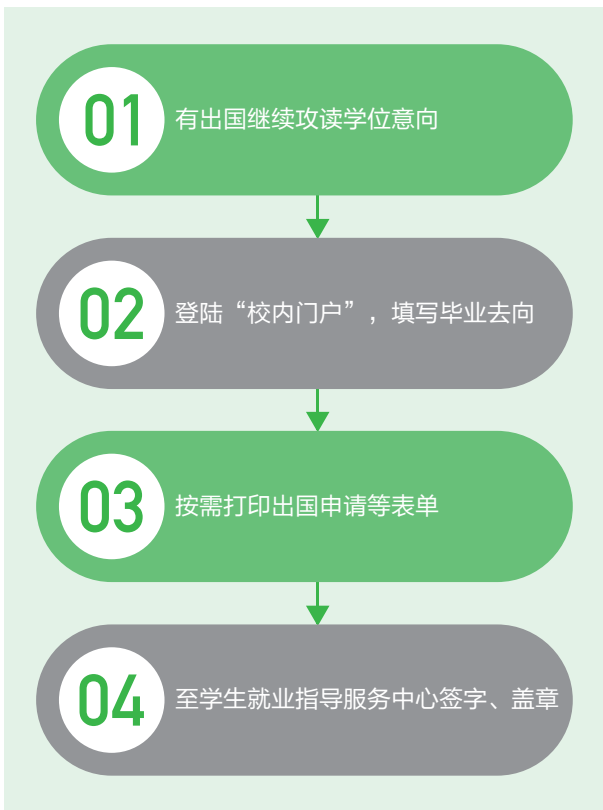 01
有出国继续攻读学位意向
02
登陆“校内门户”，填写毕业去向
03
按需打印出国申请等表单
04
至学生就业指导服务中心签字、盖章